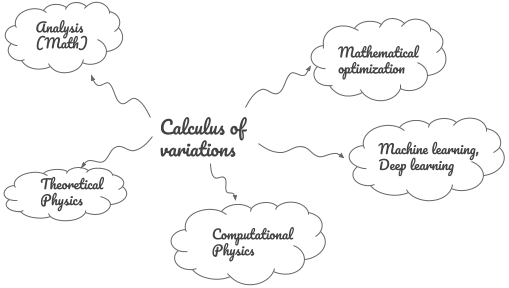 Analysis
(Math)
Mathematical
optimization
Calculus of
variations
Machine learning,
Deep learning
Theoretical
Physics
Computational
Physics